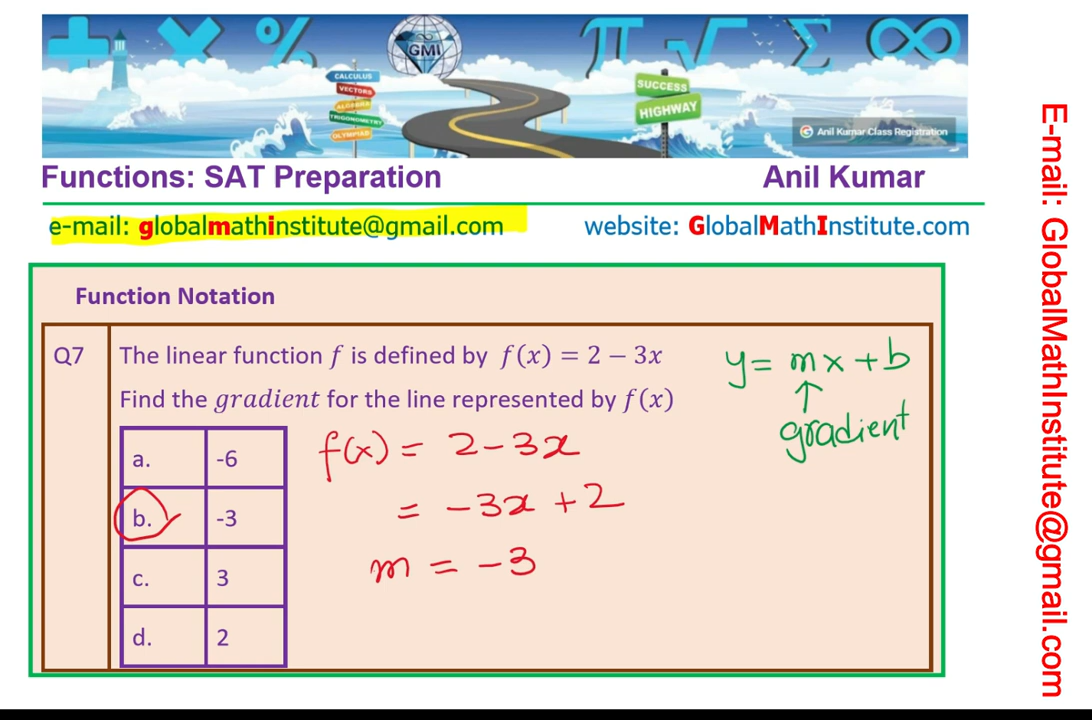 GMI
CALCULUS
VECTORS
ALGEBRA
TRIGONOMETRY
OLYMPIAD
SUCCESS
HIGHWAY
Anil Kumar Class Registration
Functions: SAT Preparation
Anil Kumar
e-mail: globalmathinstitute@gmail.com
website: GlobalMathInstitute.com
Function Notation
Q7
The linear function f is defined by f(x) = 2 − 3x
Find the gradient for the line represented by f(x)
a. -6
b. -3
c. 3
d. 2
f(x) = 2 - 3x
= -3x + 2
m = -3
y = mx + b
↑
gradient
E-mail: GlobalMathInstitute@gmail.com